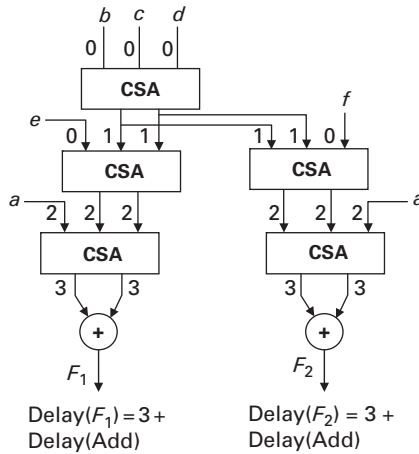 b c d
0 0 0
CSA
e f
0 1 1 1 1 0
CSA CSA
a 2 2 2 2 2 2 a
CSA CSA
3 3 3 3
+ +
F1 F2
Delay(F1) = 3 + Delay(F2) = 3 +
Delay(Add) Delay(Add)